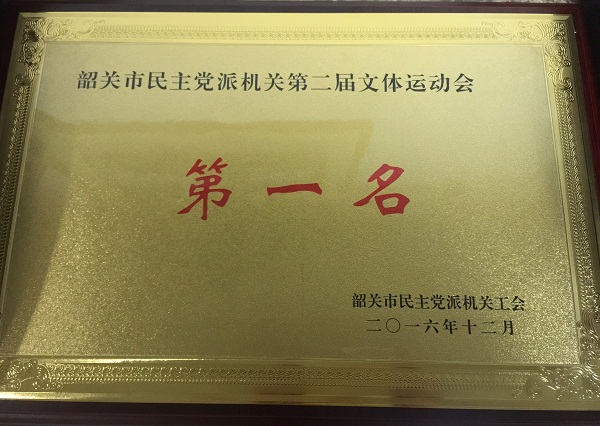 韶关市民主党派机关第二届文体运动会
第一名
韶关市民主党派机关工会
二〇一六年十二月